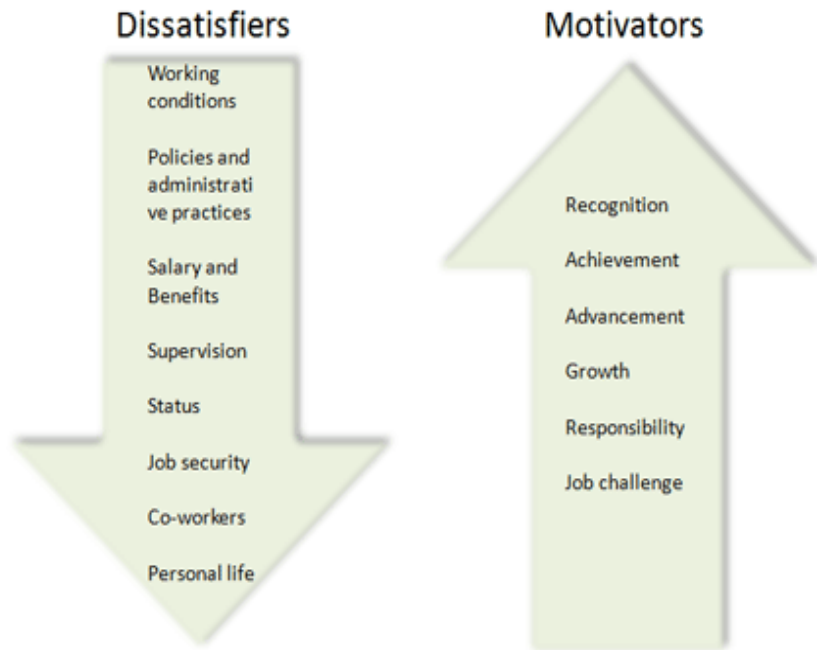 Dissatisfiers
Working
conditions
Policies and
administrati
ve practices
Salary and
Benefits
Supervision
Status
Job security
Co-workers
Personal life
Motivators
Recognition
Achievement
Advancement
Growth
Responsibility
Job challenge